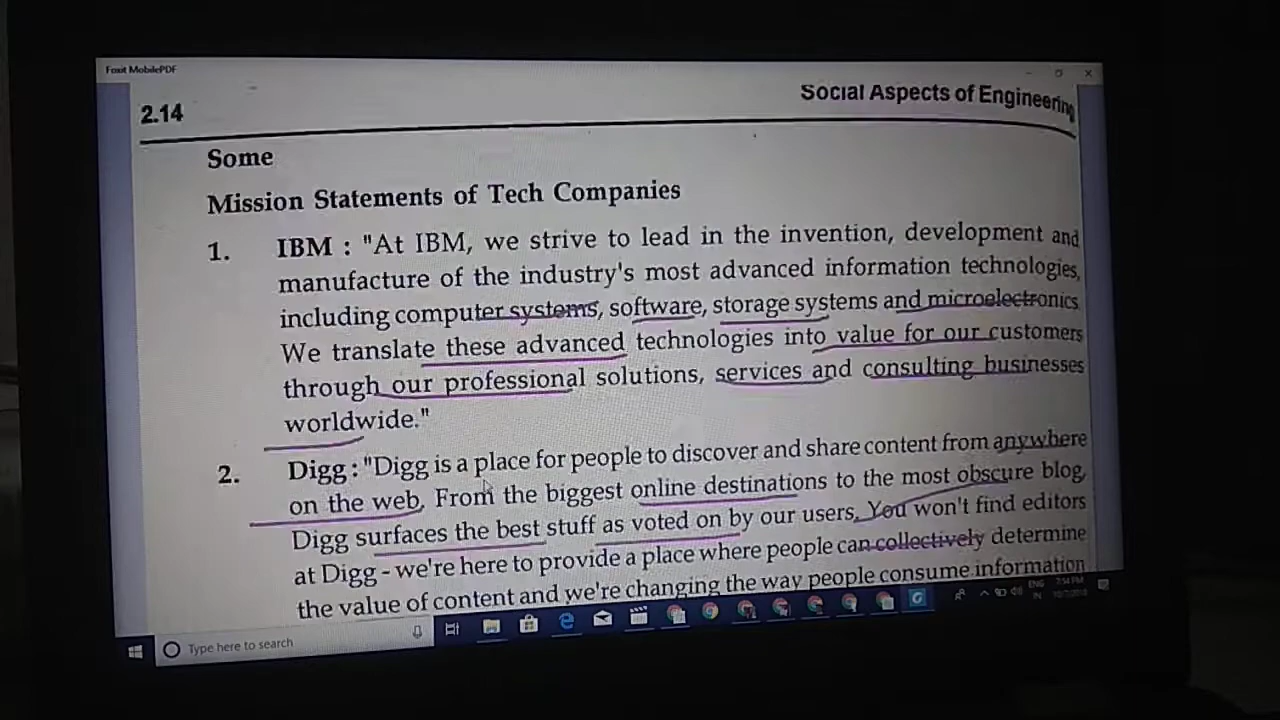 Foxit MobilePDF
2.14
Social Aspects of Engineering
Some
Mission Statements of Tech Companies
1. IBM : "At IBM, we strive to lead in the invention, development and
manufacture of the industry's most advanced information technologies,
including computer systems, software, storage systems and microelectronics.
We translate these advanced technologies into value for our customers
through our professional solutions, services and consulting businesses
worldwide."
2. Digg : "Digg is a place for people to discover and share content from anywhere
on the web, From the biggest online destinations to the most obscure blog,
Digg surfaces the best stuff as voted on by our users, You won't find editors
at Digg - we're here to provide a place where people can collectively determine
the value of content and we're changing the way people consume information
Type here to search
ENG
IN
7:54 PM